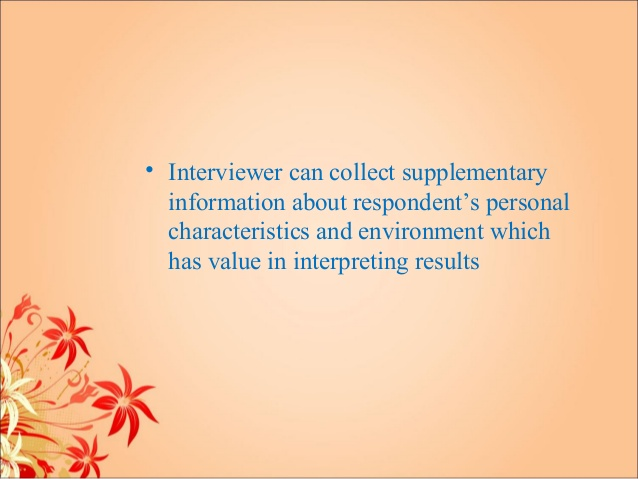 • Interviewer can collect supplementary
information about respondent’s personal
characteristics and environment which
has value in interpreting results